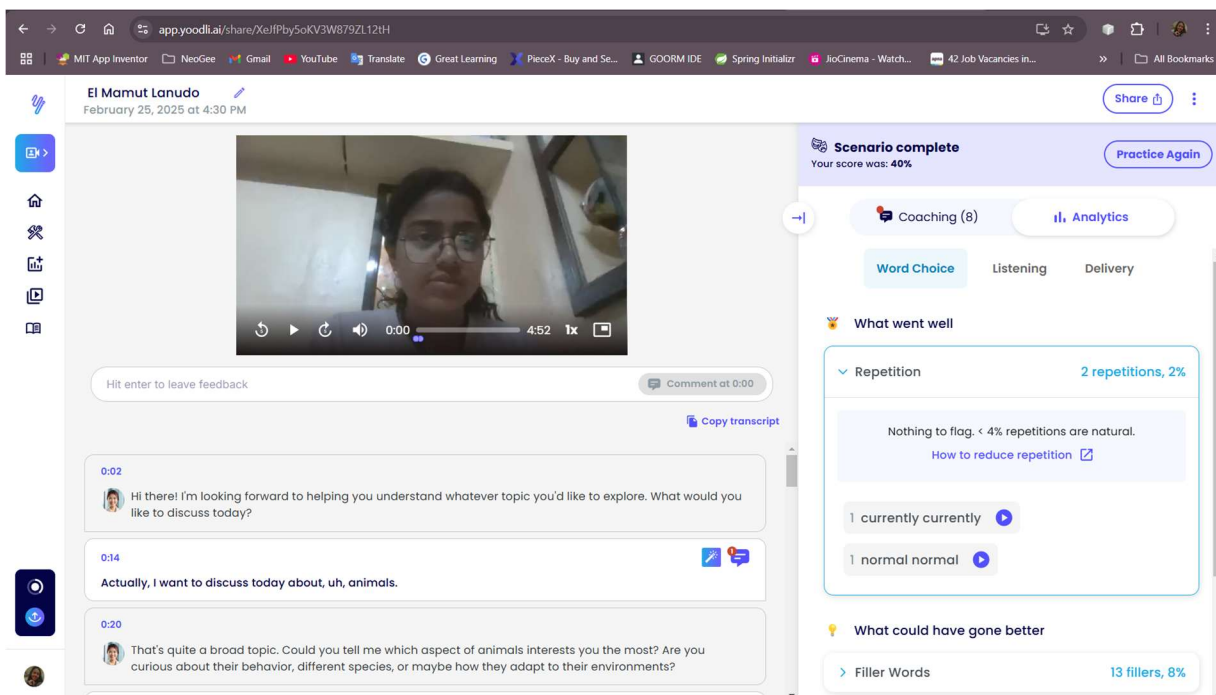 app.yoodli.ai/share/XeJfPby5oKV3W879ZL12tH
MIT App Inventor
NeoGee
Gmail
YouTube
Translate
Great Learning
PieceX - Buy and Se...
GOORM IDE
Spring Initializr
JioCinema - Watch...
42 Job Vacancies in...
»
All Bookmarks
El Mamut Lanudo
February 25, 2025 at 4:30 PM
Share
0:00
4:52
1x
Hit enter to leave feedback
Comment at 0:00
Copy transcript
0:02
Hi there! I'm looking forward to helping you understand whatever topic you'd like to explore. What would you
like to discuss today?
0:14
1
Actually, I want to discuss today about, uh, animals.
0:20
That's quite a broad topic. Could you tell me which aspect of animals interests you the most? Are you
curious about their behavior, different species, or maybe how they adapt to their environments?
Scenario complete
Your score was: 40%
Practice Again
Coaching (8)
Analytics
Word Choice
Listening
Delivery
What went well
Repetition
2 repetitions, 2%
Nothing to flag. < 4% repetitions are natural.
How to reduce repetition
1 currently currently
1 normal normal
What could have gone better
Filler Words
13 fillers, 8%